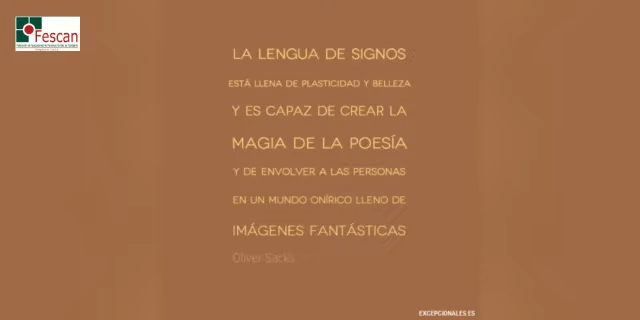 Fescan
LA LENGUA DE SIGNOS
ESTÁ LLENA DE PLASTICIDAD Y BELLEZA
Y ES CAPAZ DE CREAR LA
MAGIA DE LA POESÍA
Y DE ENVOLVER A LAS PERSONAS
EN UN MUNDO ONÍRICO LLENO DE
IMÁGENES FANTÁSTICAS
Oliver Sacks
EXCEPCIONALES.ES